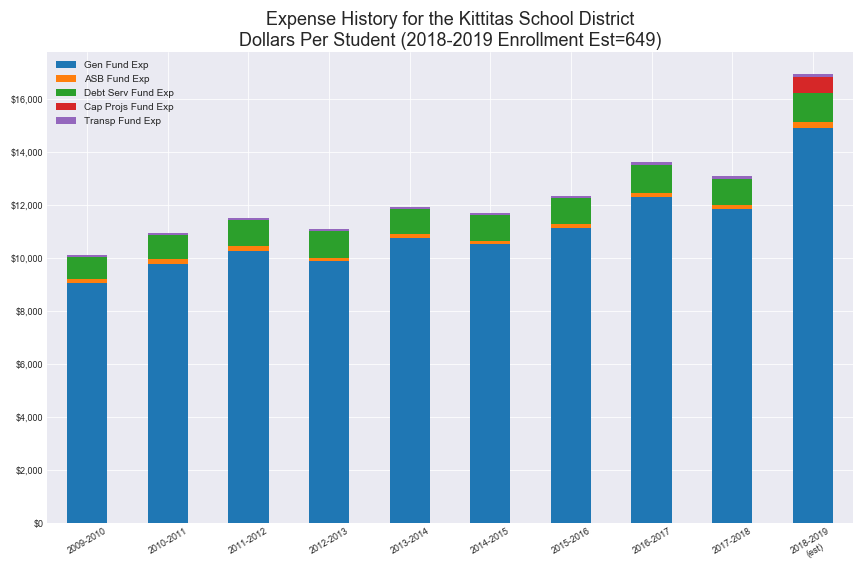 Expense History for the Kittitas School District
Dollars Per Student (2018-2019 Enrollment Est=649)
Gen Fund Exp
ASB Fund Exp
Debt Serv Fund Exp
Cap Projs Fund Exp
Transp Fund Exp
$16,000
$14,000
$12,000
$10,000
$8,000
$6,000
$4,000
$2,000
$0
2009-2010
2010-2011
2011-2012
2012-2013
2013-2014
2014-2015
2015-2016
2016-2017
2017-2018
2018-2019
(est)